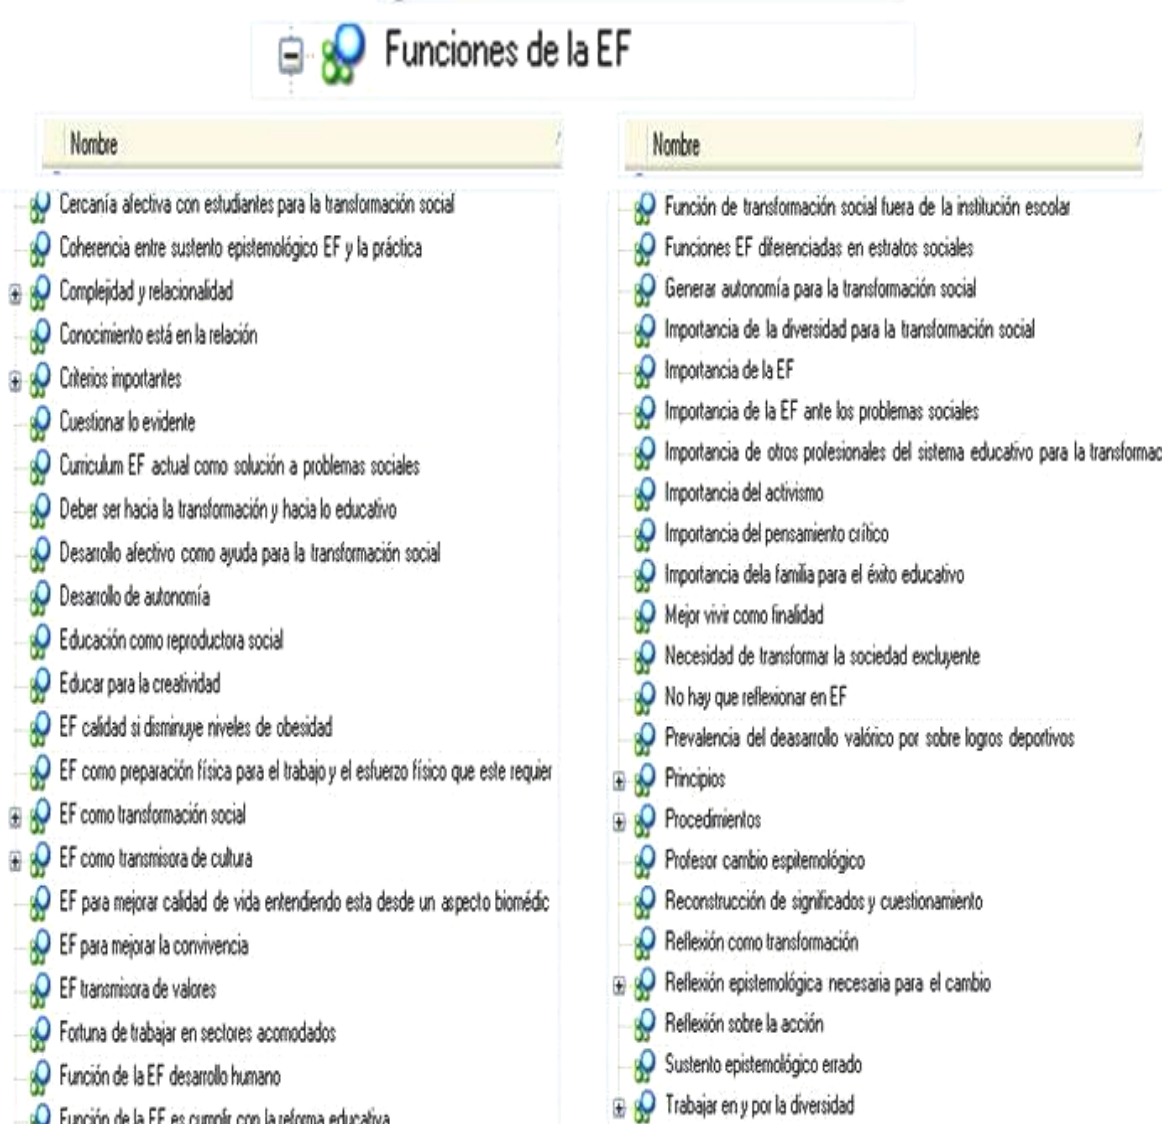 Funciones de la EF
Nombre
Cercanía afectiva con estudiantes para la transformación social
Coherencia entre sustento epistemológico EF y la práctica
Complejidad y relacionalidad
Conocimiento está en la relación
Criterios importantes
Cuestionar lo evidente
Curriculum EF actual como solución a problemas sociales
Deber ser hacia la transformación y hacia lo educativo
Desarrollo afectivo como ayuda para la transformación social
Desarrollo de autonomía
Educación como reproductora social
Educar para la creatividad
EF calidad si disminuye niveles de obesidad
EF como preparación física para el trabajo y el esfuerzo físico que este requier
EF como transformación social
EF como transmisora de cultura
EF para mejorar calidad de vida entendiendo esta desde un aspecto biomédic
EF para mejorar la convivencia
EF transmisora de valores
Fortuna de trabajar en sectores acomodados
Función de la EF desarrollo humano
Función de la EF es cumplir con la reforma educativa
Nombre
Función de transformación social fuera de la institución escolar
Funciones EF diferenciadas en estratos sociales
Generar autonomía para la transformación social
Importancia de la diversidad para la transformación social
Importancia de la EF
Importancia de la EF ante los problemas sociales
Importancia de otros profesionales del sistema educativo para la transformac
Importancia del activismo
Importancia del pensamiento crítico
Importancia dela familia para el éxito educativo
Mejor vivir como finalidad
Necesidad de transformar la sociedad excluyente
No hay que reflexionar en EF
Prevalencia del deasarrollo valórico por sobre logros deportivos
Principios
Procedimientos
Profesor cambio espitemológico
Reconstrucción de significados y cuestionamiento
Reflexión como transformación
Reflexión epistemológica necesaria para el cambio
Reflexión sobre la acción
Sustento epistemológico errado
Trabajar en y por la diversidad